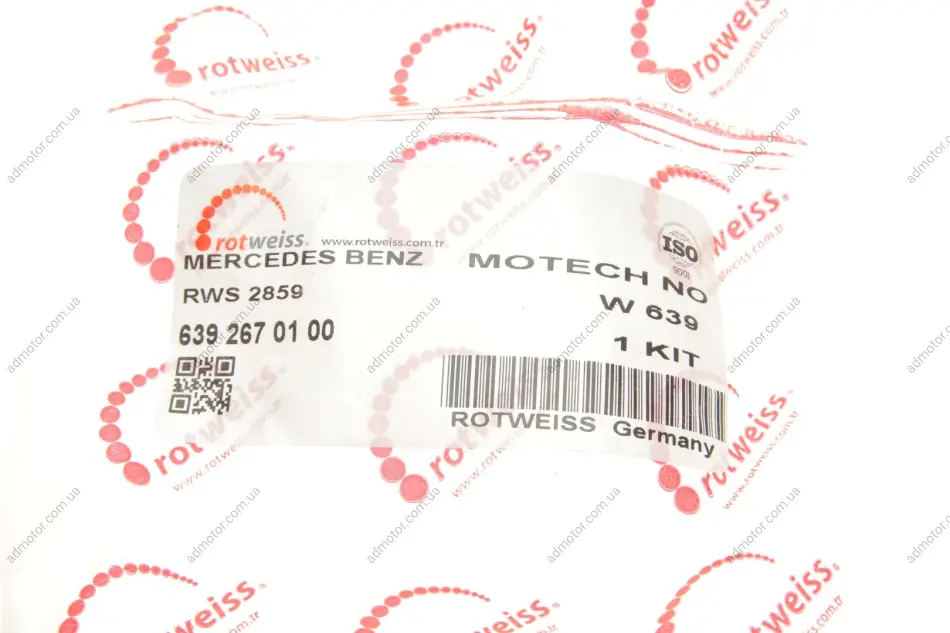 rotweiss®
www.rotweiss.com.tr
MERCEDES BENZ
MOTECH NO
ISO
9001
RWS 2859
W 639
639 267 01 00
1 KIT
ROTWEISS Germany
rotweiss®
www.rotweiss.com.tr
admotor.com.ua